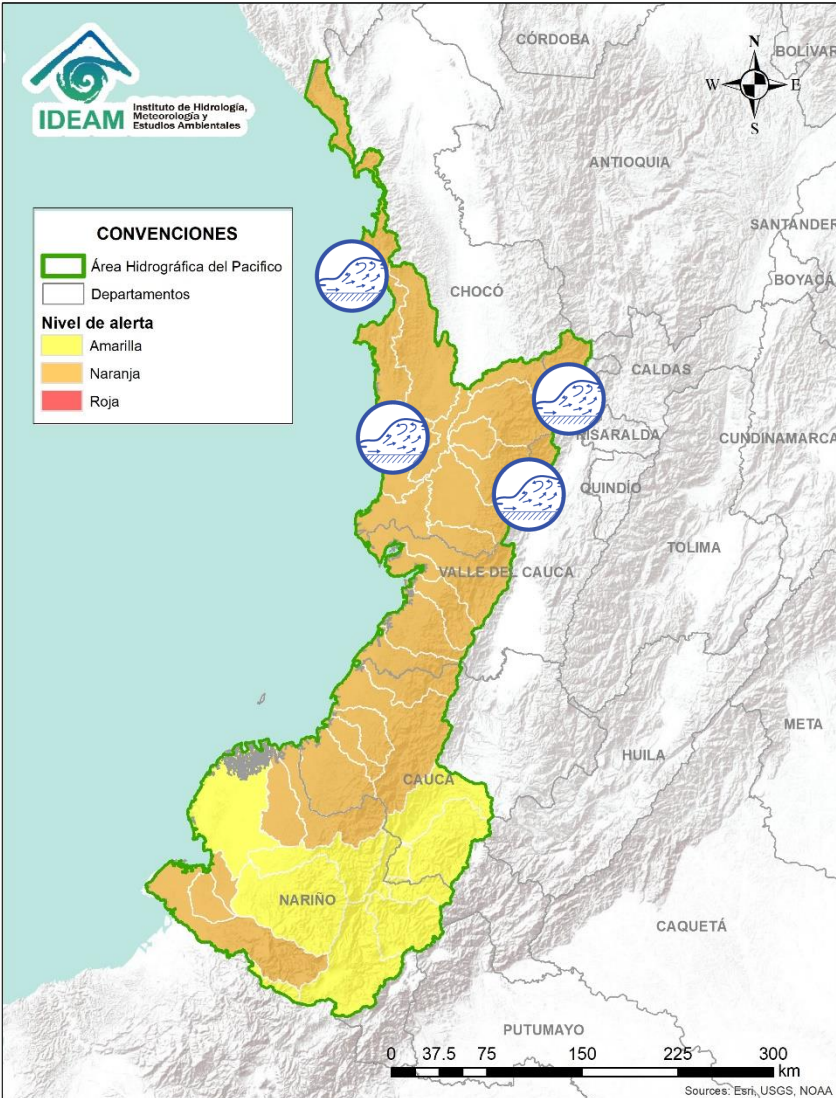 IDEAM
Instituto de Hidrología,
Meteorología y
Estudios Ambientales
CÓRDOBA
BOLÍVAR
N
W
E
S
ANTIOQUIA
SANTANDER
CONVENCIONES
Área Hidrográfica del Pacifico
Departamentos
Nivel de alerta
Amarilla
Naranja
Roja
BOYACÁ
CHOCÓ
CALDAS
RISARALDA
CUNDINAMARCA
QUINDÍO
TOLIMA
VALLE DEL CAUCA
META
HUILA
CAUCA
NARIÑO
CAQUETÁ
PUTUMAYO
0 37.5 75 150 225 300
km
Sources: Esri, USGS, NOAA